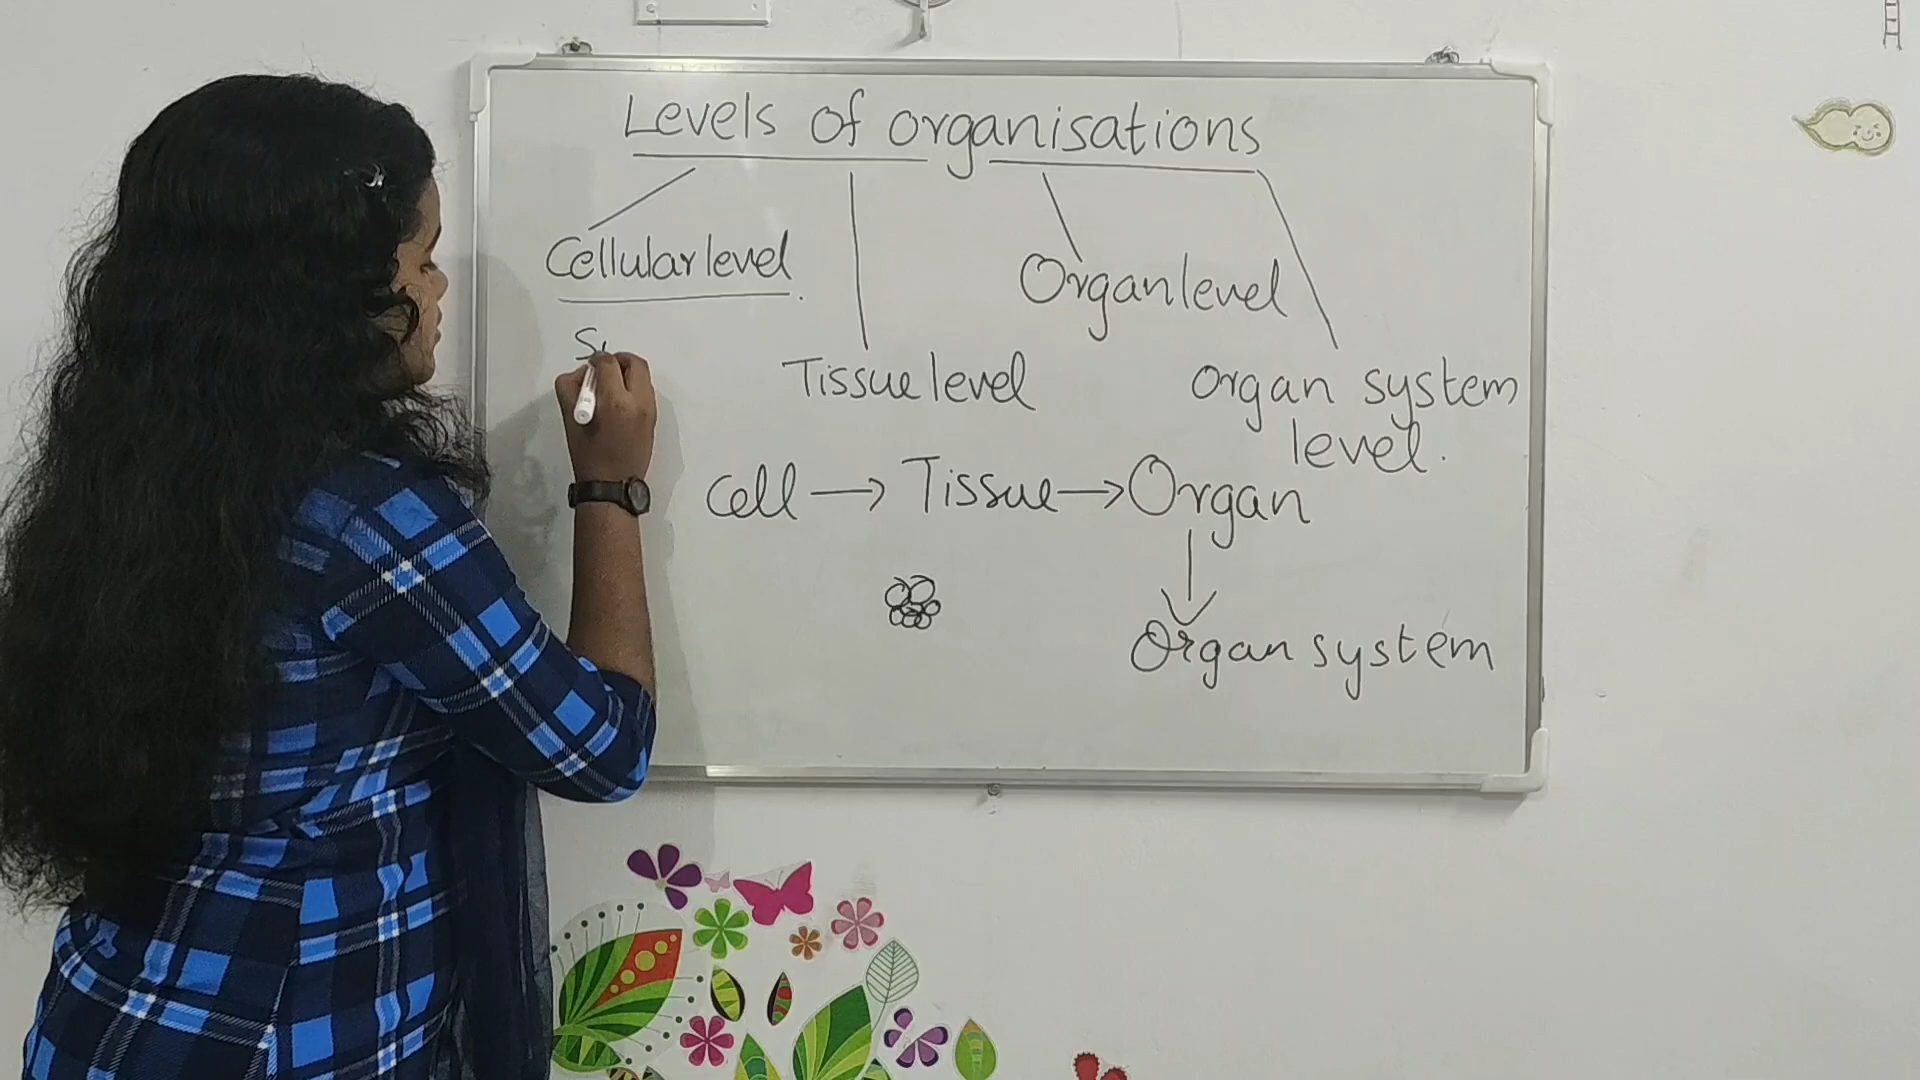 Levels of organisations
Cellular level
Organ level
Tissue level
Organ system
level.
Cell → Tissue → Organ
Organ system